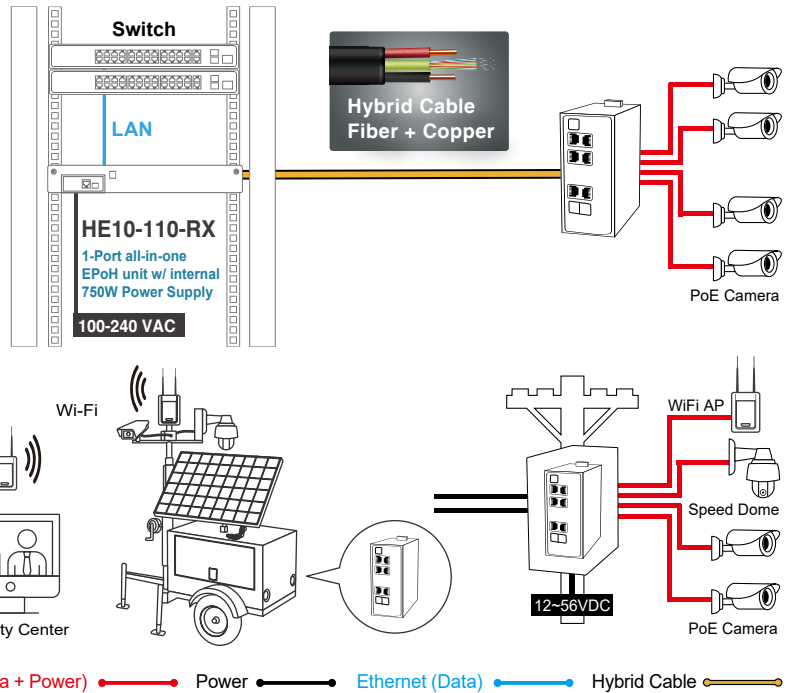 Switch
LAN
Hybrid Cable
Fiber + Copper
HE10-110-RX
1-Port all-in-one
EPoH unit w/ internal
750W Power Supply
100-240 VAC
PoE Camera
Wi-Fi
WiFi AP
Speed Dome
12~56VDC
ty Center
PoE Camera
a + Power)
Power
Ethernet (Data)
Hybrid Cable